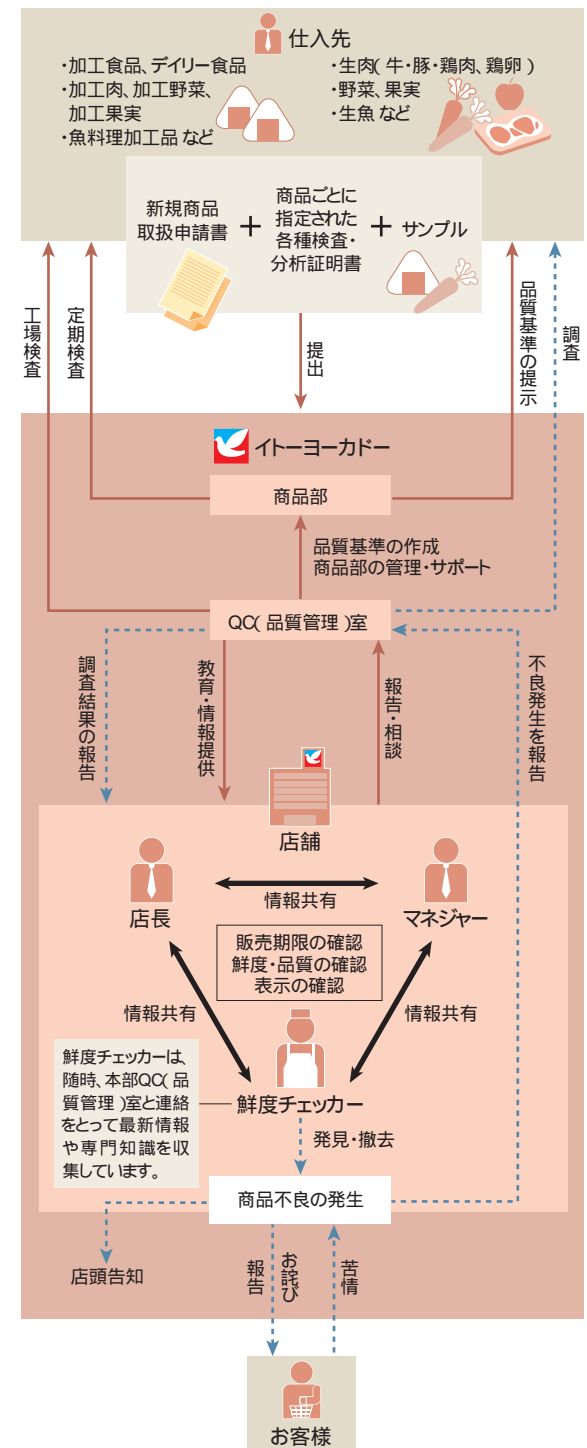 仕入先
・加工食品、デイリー食品
・加工肉、加工野菜、
加工果実
・魚料理加工品など
・生肉（牛・豚・鶏肉、鶏卵）
・野菜、果実
・生魚 など
新規商品
取扱申請書
+
商品ごとに
指定された
各種検査・
分析証明書
+
サンプル
工場検査
定期検査
提出
品質基準の提示
調査
イトーヨーカドー
商品部
品質基準の作成
商品部の管理・サポート
QC（品質管理）室
調査結果の報告
教育・情報提供
報告・相談
不良発生を報告
店舗
店長
情報共有
マネジャー
販売期限の確認
鮮度・品質の確認
表示の確認
情報共有
情報共有
鮮度チェッカーは、
随時、本部QC（品
質管理）室と連絡
をとって最新情報
や専門知識を収
集しています。
鮮度チェッカー
発見・撤去
商品不良の発生
店頭告知
報告
お詫び
苦情
お客様